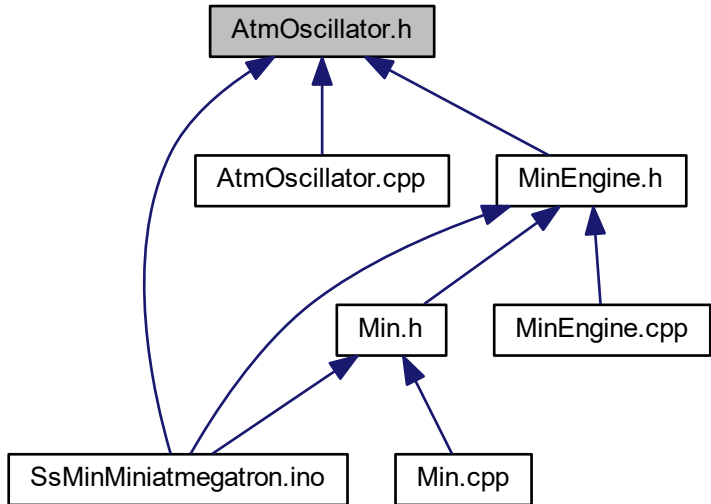 AtmOscillator.h
AtmOscillator.cpp
MinEngine.h
Min.h
MinEngine.cpp
SsMinMiniatmegatron.ino
Min.cpp